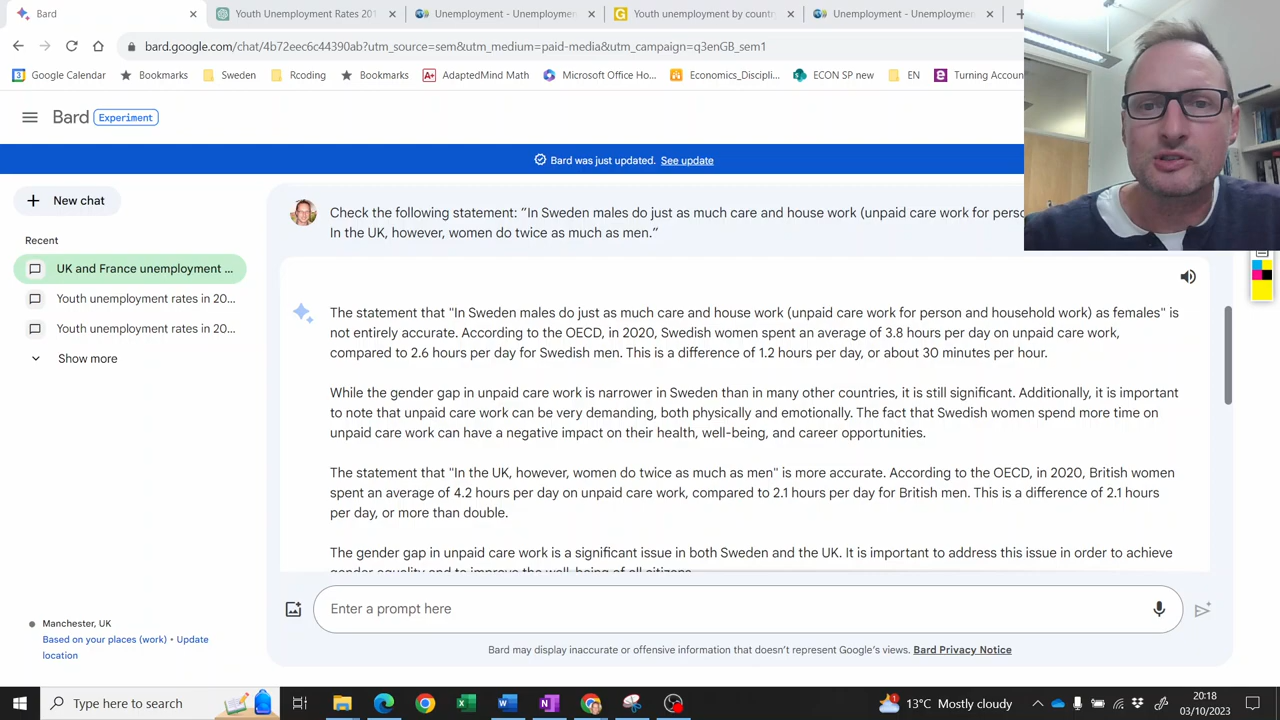 Bard
Youth Unemployment Rates 201
Unemployment - Unemploymen
Youth unemployment by countr
Unemployment - Unemploymen
bard.google.com/chat/4b72eec6c44390ab?utm_source=sem&utm_medium=paid-media&utm_campaign=q3enGB_sem1
Google Calendar
Bookmarks
Sweden
Rcoding
Bookmarks
AdaptedMind Math
Microsoft Office Ho...
Economics_Discipli...
ECON SP new
EN
Turning Accoun
Bard Experiment
Bard was just updated. See update
New chat
Recent
UK and France unemployment ...
Youth unemployment rates in 20...
Youth unemployment rates in 20...
Show more
Check the following statement: "In Sweden males do just as much care and house work (unpaid care work for perso
In the UK, however, women do twice as much as men."
The statement that "In Sweden males do just as much care and house work (unpaid care work for person and household work) as females" is
not entirely accurate. According to the OECD, in 2020, Swedish women spent an average of 3.8 hours per day on unpaid care work,
compared to 2.6 hours per day for Swedish men. This is a difference of 1.2 hours per day, or about 30 minutes per hour.
While the gender gap in unpaid care work is narrower in Sweden than in many other countries, it is still significant. Additionally, it is important
to note that unpaid care work can be very demanding, both physically and emotionally. The fact that Swedish women spend more time on
unpaid care work can have a negative impact on their health, well-being, and career opportunities.
The statement that "In the UK, however, women do twice as much as men" is more accurate. According to the OECD, in 2020, British women
spent an average of 4.2 hours per day on unpaid care work, compared to 2.1 hours per day for British men. This is a difference of 2.1 hours
per day, or more than double.
The gender gap in unpaid care work is a significant issue in both Sweden and the UK. It is important to address this issue in order to achieve
gender equality and to improve the well-being of all citizens.
Enter a prompt here
Bard may display inaccurate or offensive information that doesn't represent Google's views. Bard Privacy Notice
Manchester, UK
Based on your places (work) • Update
location
Type here to search
13°C Mostly cloudy
20:18
03/10/2023